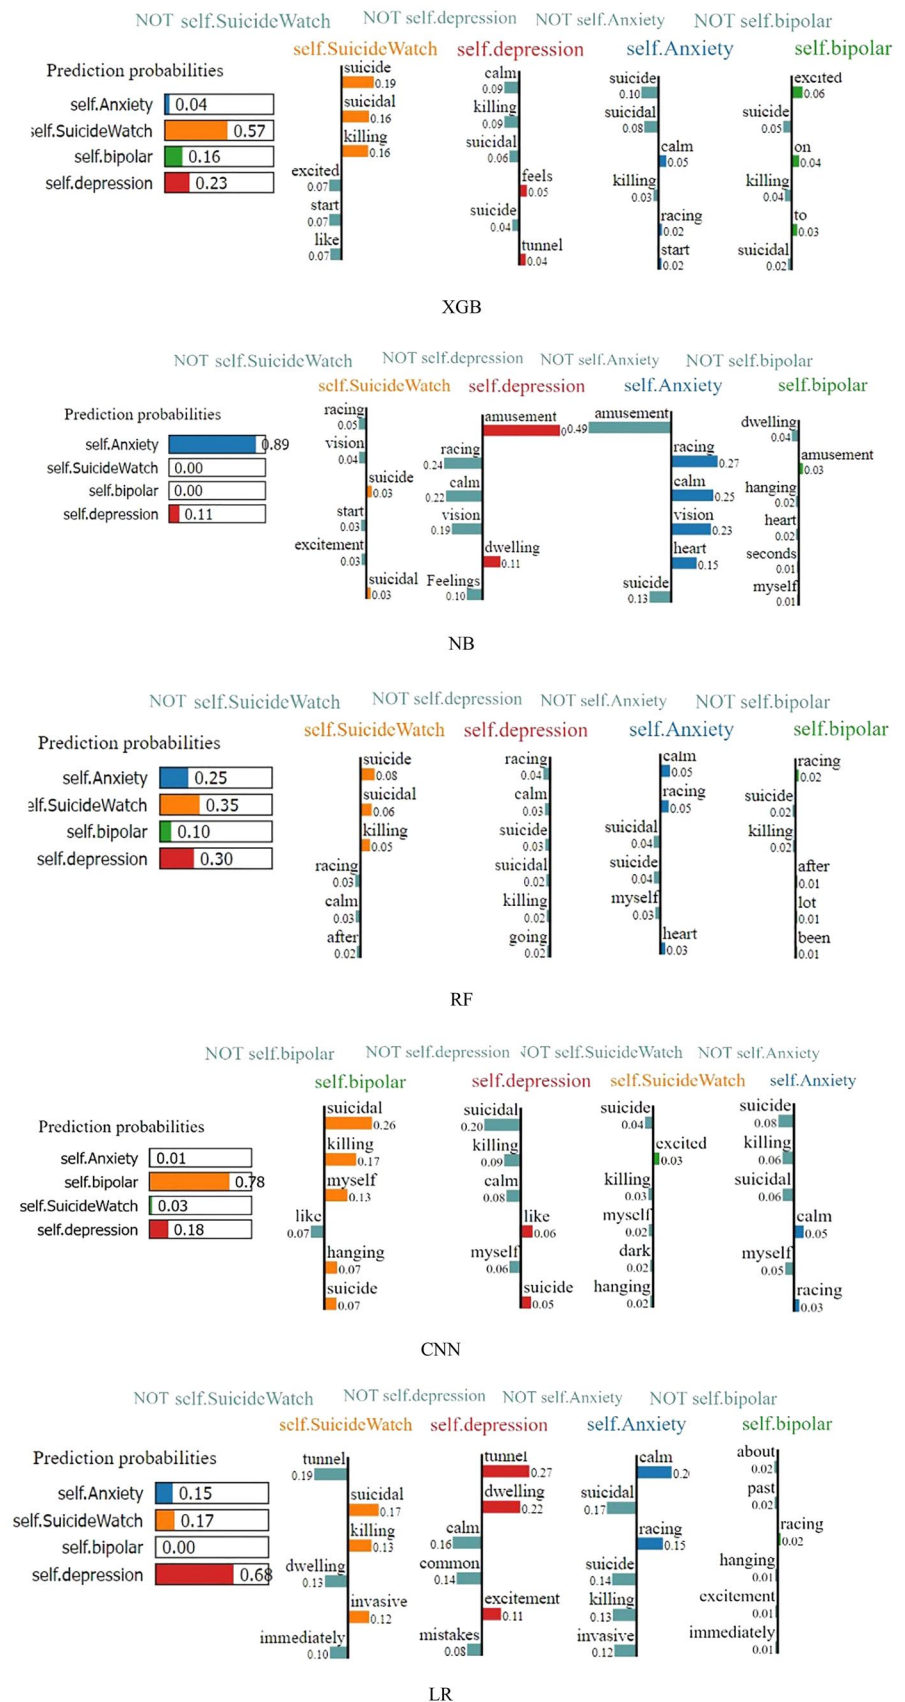 NOT self.SuicideWatch NOT self.depression NOT self.Anxiety NOT self.bipolar
self.SuicideWatch self.depression self.Anxiety self.bipolar
Prediction probabilities
self.Anxiety 0.04
self.SuicideWatch 0.57
self.bipolar 0.16
self.depression 0.23
suicide 0.19
suicidal 0.16
killing 0.16
excited 0.07
start 0.07
like 0.07
calm 0.09
killing 0.09
suicidal 0.06
feels 0.05
suicide 0.04
tunnel 0.04
suicide 0.10
suicidal 0.08
calm 0.05
killing 0.03
racing 0.02
start 0.02
excited 0.06
suicide 0.05
on 0.04
killing 0.04
to 0.03
suicidal 0.02
XGB
NOT self.SuicideWatch NOT self.depression NOT self.Anxiety NOT self.bipolar
self.SuicideWatch self.depression self.Anxiety self.bipolar
Prediction probabilities
self.Anxiety 0.89
self.SuicideWatch 0.00
self.bipolar 0.00
self.depression 0.11
racing 0.05
vision 0.04
suicide 0.03
start 0.03
excitement 0.03
suicidal 0.03
amusement
racing 0.24
calm 0.22
vision 0.19
dwelling 0.11
Feelings 0.10
amusement 0.49
racing 0.27
calm 0.25
vision 0.23
heart 0.15
suicide 0.13
dwelling 0.04
amusement 0.03
hanging 0.02
heart 0.02
seconds 0.01
myself 0.01
NB
NOT self.SuicideWatch NOT self.depression NOT self.Anxiety NOT self.bipolar
self.SuicideWatch self.depression self.Anxiety self.bipolar
Prediction probabilities
self.Anxiety 0.25
elf.SuicideWatch 0.35
self.bipolar 0.10
self.depression 0.30
suicide 0.08
suicidal 0.06
killing 0.05
racing 0.03
calm 0.03
after 0.02
racing 0.04
calm 0.03
suicide 0.03
suicidal 0.02
killing 0.02
going 0.02
calm 0.05
racing 0.05
suicidal 0.04
suicide 0.04
myself 0.03
heart 0.03
racing 0.02
suicide 0.02
killing 0.02
after 0.01
lot 0.01
been 0.01
RF
NOT self.bipolar NOT self.depression NOT self.SuicideWatch NOT self.Anxiety
self.bipolar self.depression self.SuicideWatch self.Anxiety
Prediction probabilities
self.Anxiety 0.01
self.bipolar 0.78
self.SuicideWatch 0.03
self.depression 0.18
suicidal 0.26
killing 0.17
myself 0.13
like 0.07
hanging 0.07
suicide 0.07
suicidal 0.20
killing 0.09
calm 0.08
like 0.06
myself 0.06
suicide 0.05
suicide 0.04
excited 0.03
killing 0.03
myself 0.02
dark 0.02
hanging 0.02
suicide 0.08
killing 0.06
suicidal 0.06
calm 0.05
myself 0.05
racing 0.03
CNN
NOT self.SuicideWatch NOT self.depression NOT self.Anxiety NOT self.bipolar
self.SuicideWatch self.depression self.Anxiety self.bipolar
Prediction probabilities
self.Anxiety 0.15
self.SuicideWatch 0.17
self.bipolar 0.00
self.depression 0.68
tunnel 0.19
suicidal 0.17
killing 0.13
dwelling 0.13
invasive 0.12
immediately 0.10
tunnel 0.27
dwelling 0.22
calm 0.16
common 0.14
excitement 0.11
mistakes 0.08
calm
suicidal 0.17
racing 0.15
suicide 0.14
killing 0.13
invasive 0.12
about 0.02
past 0.02
racing 0.02
hanging 0.01
excitement 0.01
immediately 0.01
LR